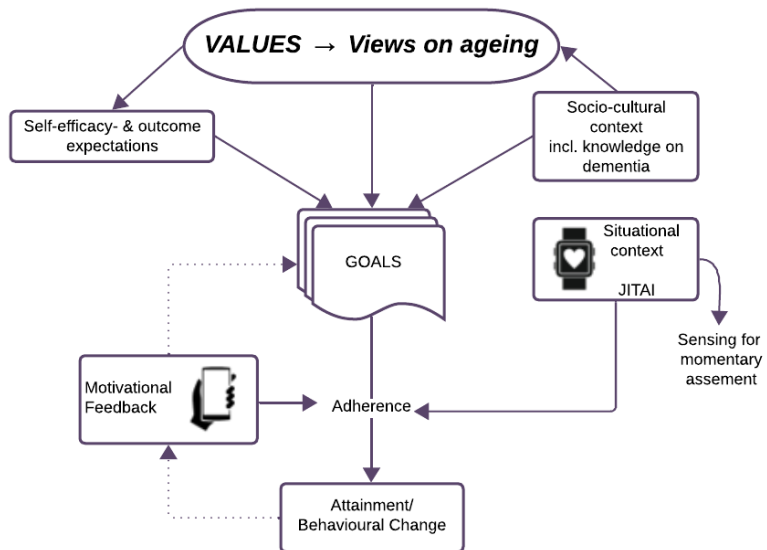 VALUES → Views on ageing
Self-efficacy- & outcome
expectations
Socio-cultural
context
incl. knowledge on
dementia
GOALS
Situational
context
JITAI
Sensing for
momentary
assement
Motivational
Feedback
Adherence
Attainment/
Behavioural Change